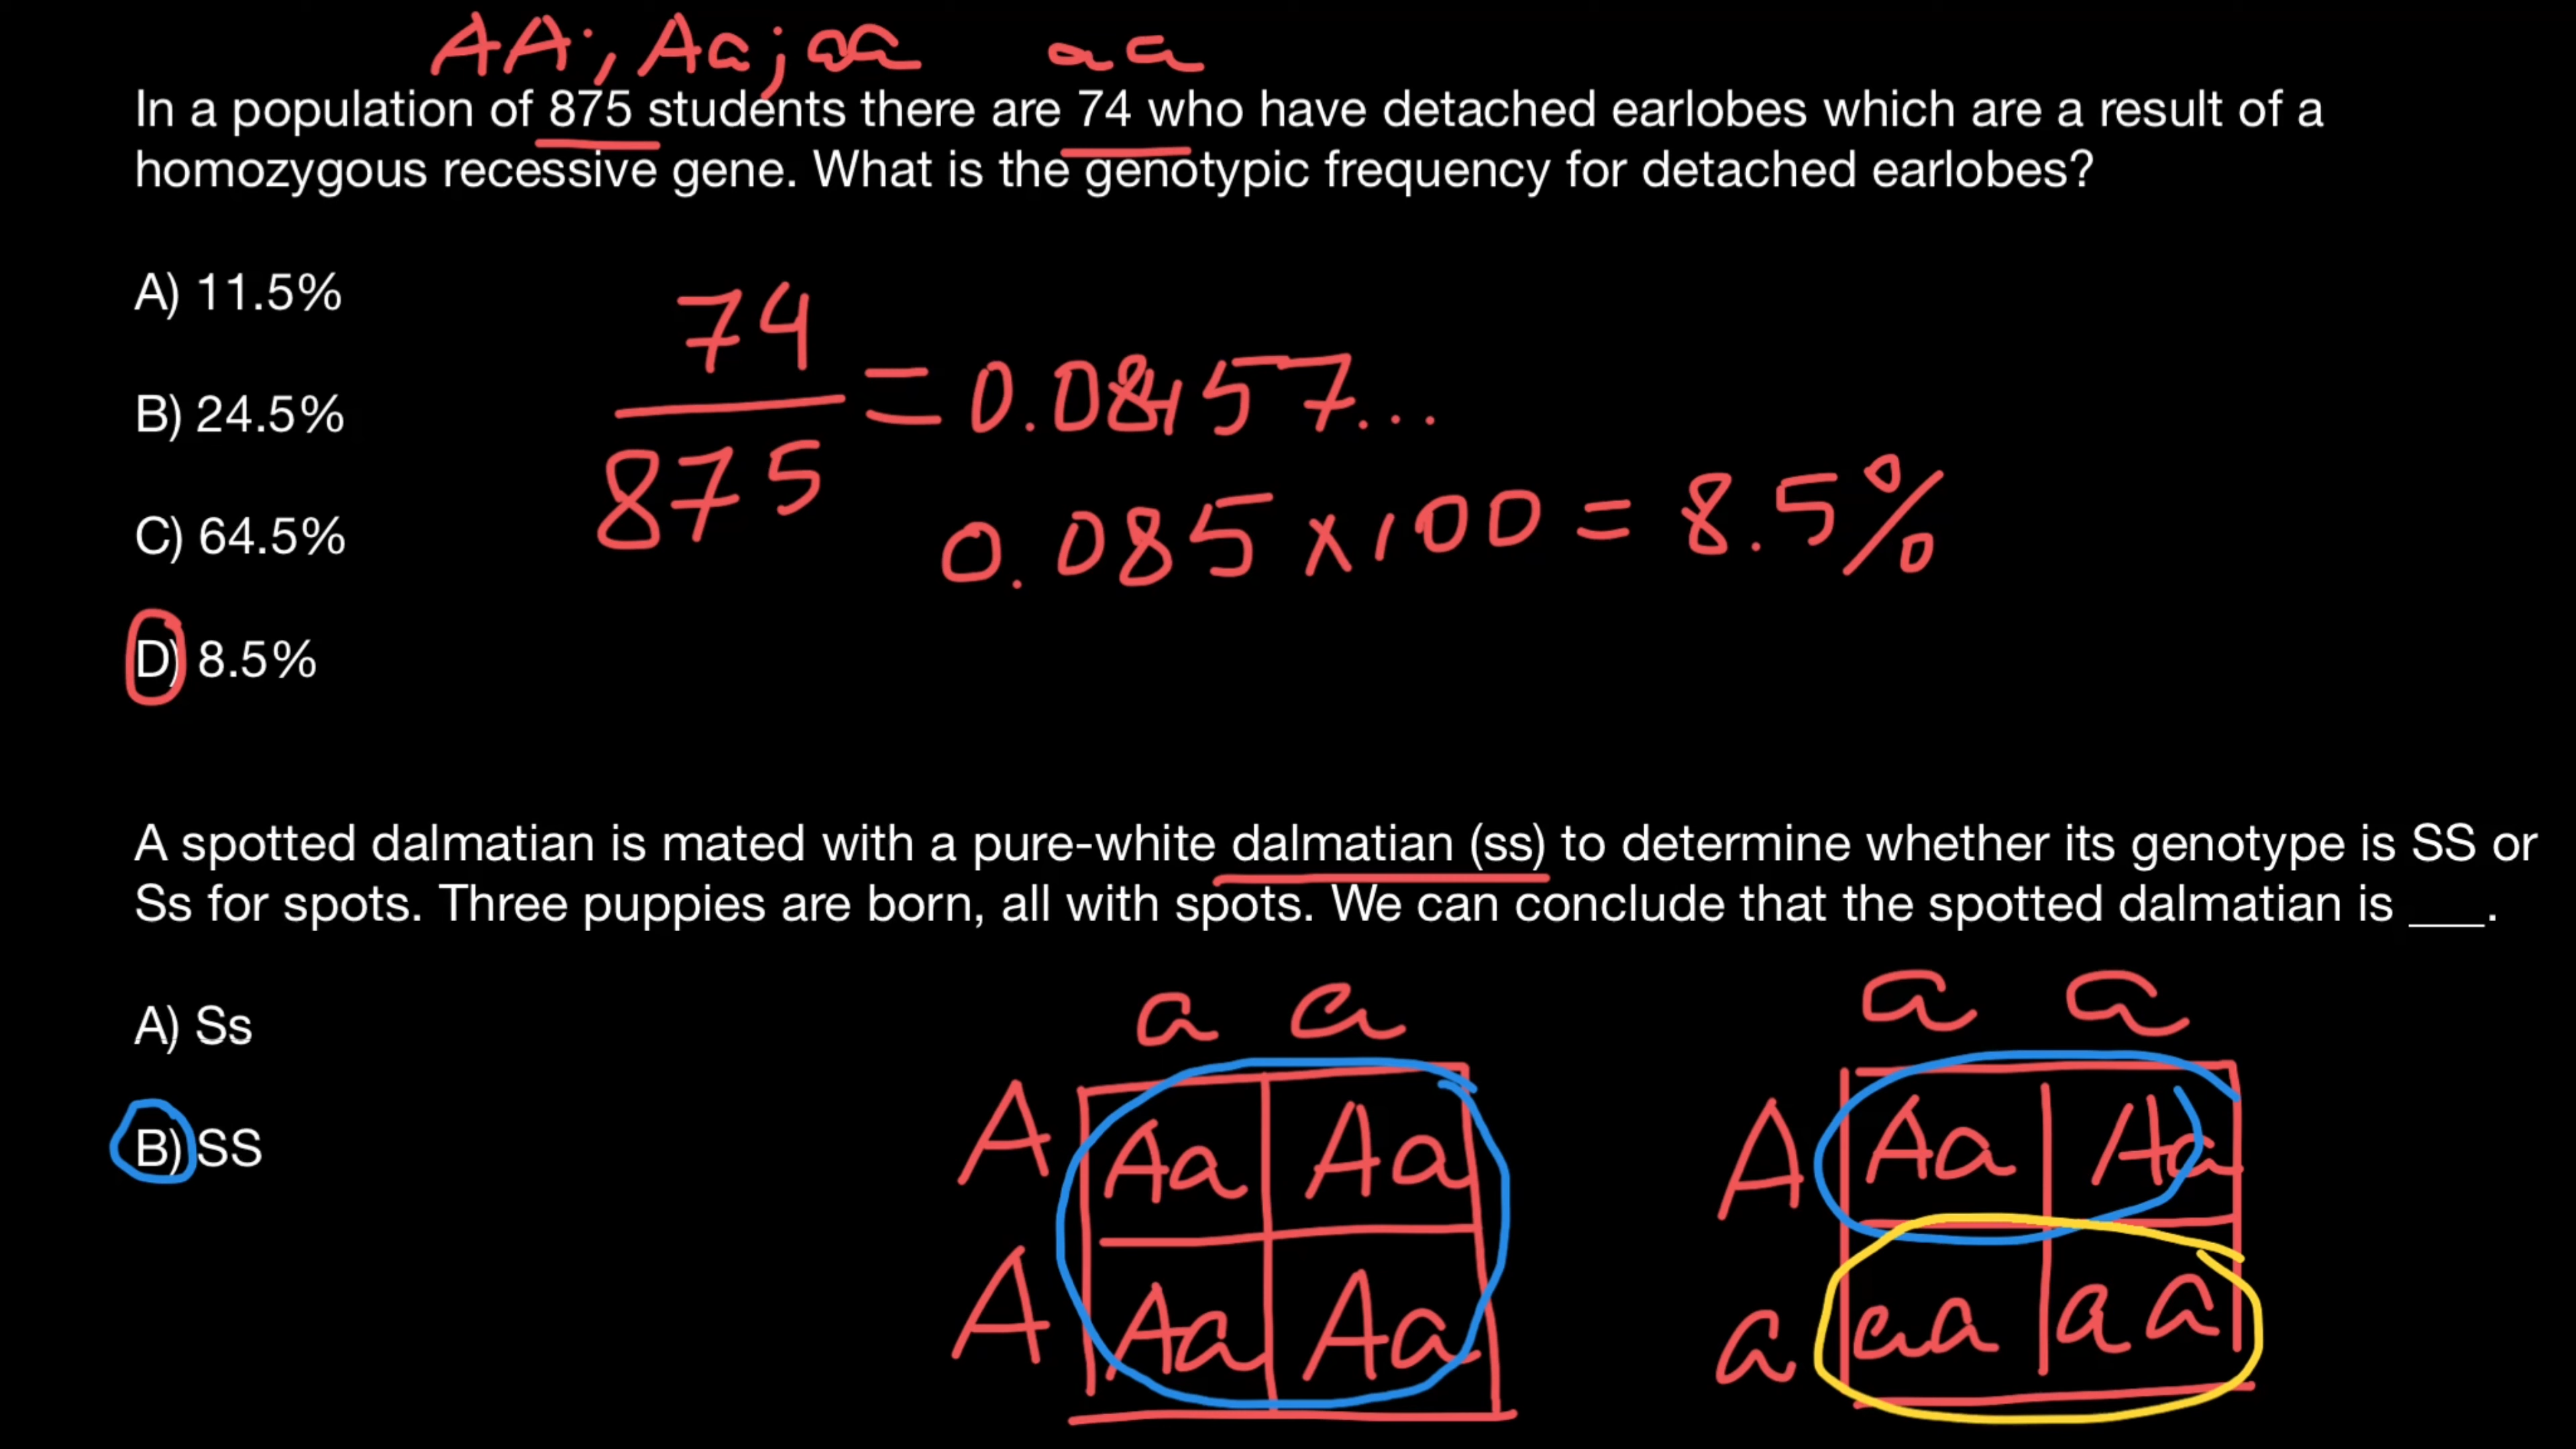 AA; Aa; aa aa
In a population of 875 students there are 74 who have detached earlobes which are a result of a
homozygous recessive gene. What is the genotypic frequency for detached earlobes?
A) 11.5%
B) 24.5%
C) 64.5%
D) 8.5%
74
875
= 0.08457...
0.085 x 100 = 8.5%
A spotted dalmatian is mated with a pure-white dalmatian (ss) to determine whether its genotype is SS or
Ss for spots. Three puppies are born, all with spots. We can conclude that the spotted dalmatian is ___.
A) Ss
B) SS
a a
A Aa Aa
A Aa Aa
a a
A Aa Aa
a aa aa